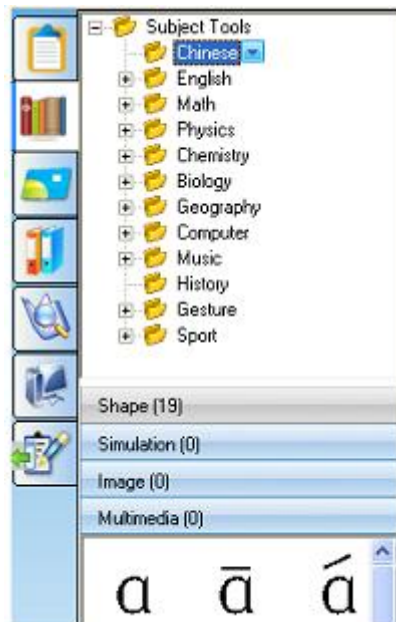 Subject Tools
Chinese
English
Math
Physics
Chemistry
Biology
Geography
Computer
Music
History
Gesture
Sport
Shape (19)
Simulation (0)
Image (0)
Multimedia (0)
ɑ ɑ̄ ɑ́